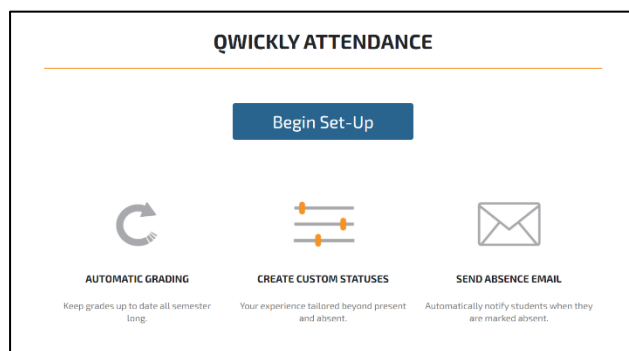 QWICKLY ATTENDANCE
Begin Set-Up
AUTOMATIC GRADING
Keep grades up to date all semester
long.
CREATE CUSTOM STATUSES
Your experience tailored beyond present
and absent.
SEND ABSENCE EMAIL
Automatically notify students when they
are marked absent.